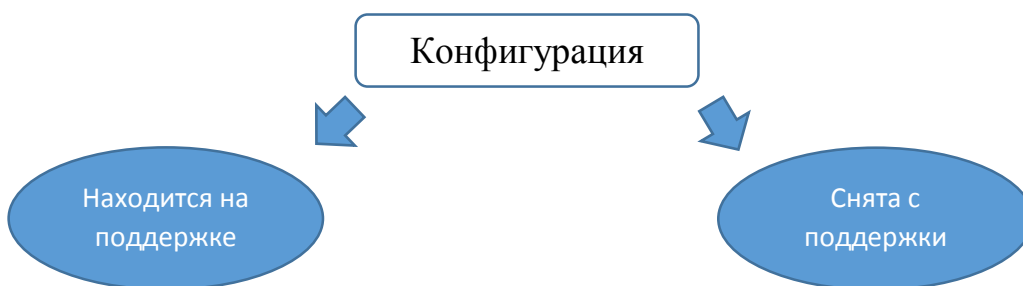 Конфигурация
Находится на
поддержке
Снята с
поддержки